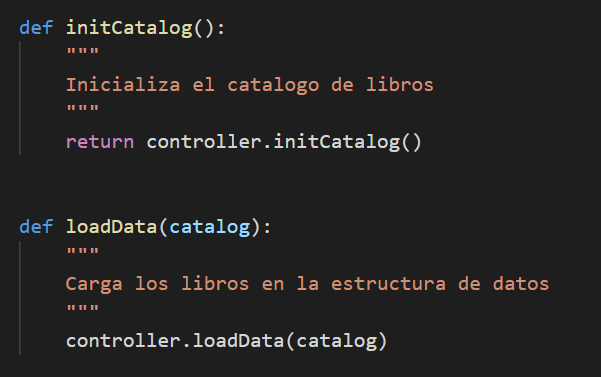 def initCatalog():
    """
    Inicializa el catalogo de libros
    """
    return controller.initCatalog()
def loadData(catalog):
    """
    Carga los libros en la estructura de datos
    """
    controller.loadData(catalog)